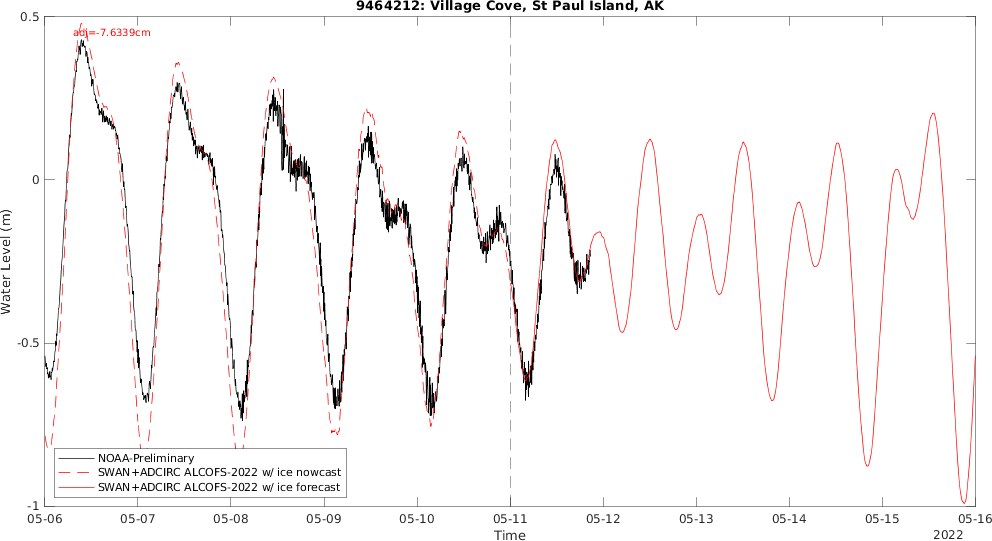 9464212: Village Cove, St Paul Island, AK
adj=-7.6339cm
0.5
0
-0.5
-1
Water Level (m)
NOAA-Preliminary
SWAN+ADCIRC ALCOFS-2022 w/ ice nowcast
SWAN+ADCIRC ALCOFS-2022 w/ ice forecast
05-06 05-07 05-08 05-09 05-10 05-11 05-12 05-13 05-14 05-15 05-16
Time
2022